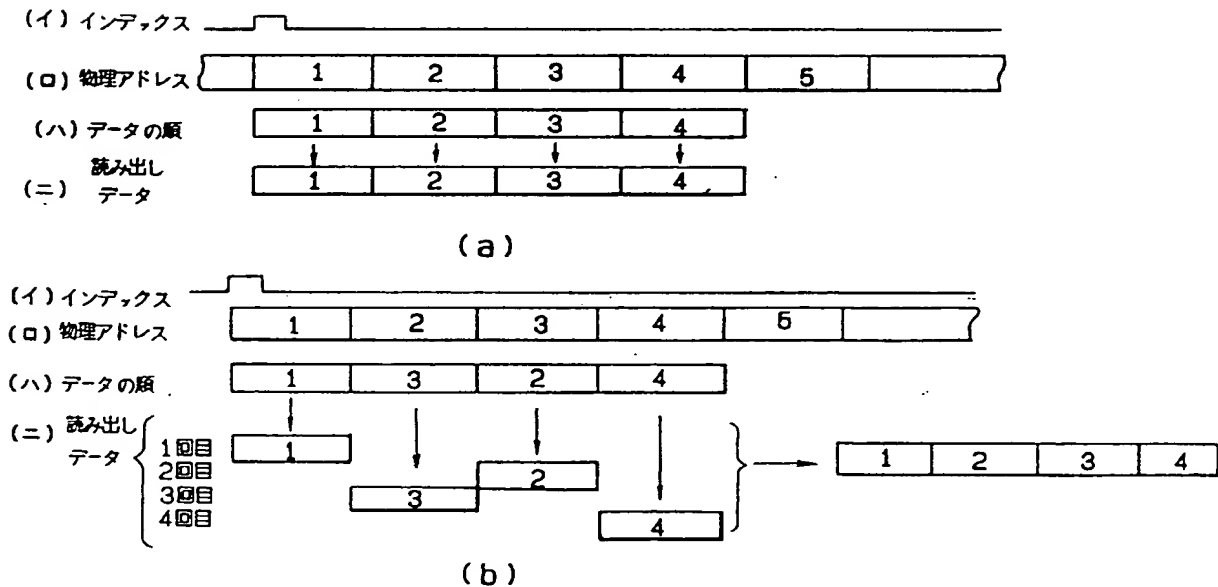 (イ) インデックス
(ロ) 物理アドレス 1 2 3 4 5
(ハ) データの順 1 2 3 4
(ニ) 読み出し
データ 1 2 3 4
(a)
(イ) インデックス
(ロ) 物理アドレス 1 2 3 4 5
(ハ) データの順 1 3 2 4
(ニ) 読み出し
データ
1回目 1
2回目 2
3回目 3
4回目 4
1 2 3 4
(b)